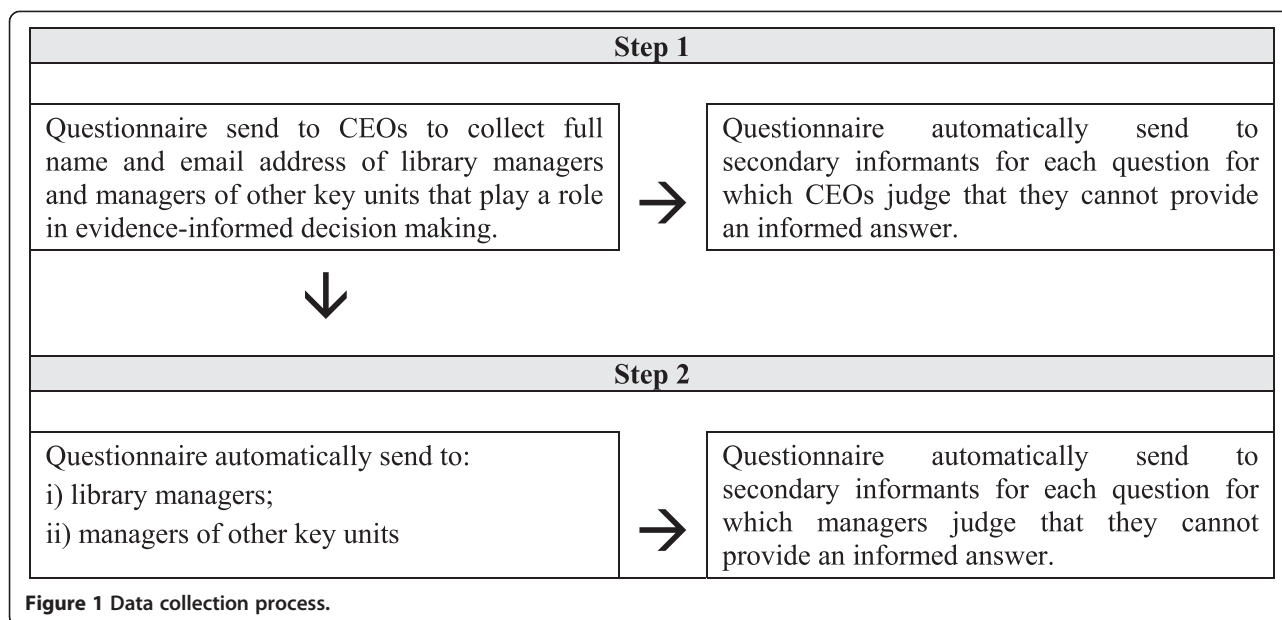 Step 1
Questionnaire send to CEOs to collect full
name and email address of library managers
and managers of other key units that play a role
in evidence-informed decision making.
→
Questionnaire automatically send to
secondary informants for each question for
which CEOs judge that they cannot provide
an informed answer.
↓
Step 2
Questionnaire automatically send to:
i) library managers;
ii) managers of other key units
→
Questionnaire automatically send to
secondary informants for each question for
which managers judge that they cannot
provide an informed answer.
Figure 1 Data collection process.